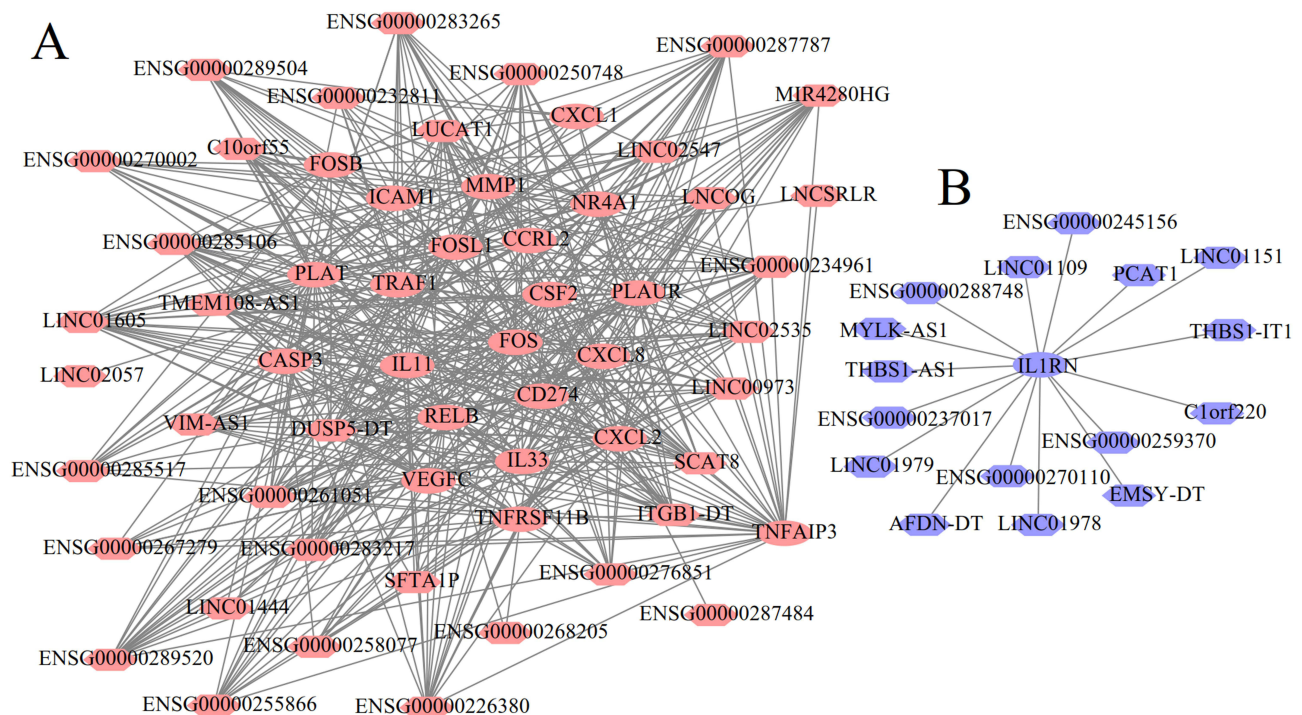 A
ENSG00000283265
ENSG00000287787
ENSG00000289504
ENSG00000250748
ENSG00000232811
MIR4280HG
CXCL1
LUCAT1
C10orf55
LINC02547
ENSG00000270002
FOSB
MMP1
ICAM1
NR4A1
LNCOG
LNCSRLR
ENSG00000285106
FOSL1
CCRL2
ENSG00000234961
PLAT
TRAF1
CSF2
PLAUR
TMEM108-AS1
LINC01605
LINC02535
FOS
CXCL8
CASP3
IL11
LINC02057
LINC00973
CD274
VIM-AS1
DUSP5-DT
RELB
CXCL2
ENSG00000285517
IL33
SCAT8
VEGFC
ENSG00000261051
TNFRSF11B
ITGB1-DT
TNFAIP3
ENSG00000267279
ENSG00000283217
SFTA1P
ENSG00000276851
LINC01444
ENSG00000287484
ENSG00000268205
ENSG00000258077
ENSG00000289520
ENSG00000255866
ENSG00000226380
B
ENSG00000245156
LINC01151
LINC01109
PCAT1
ENSG00000288748
MYLK-AS1
THBS1-IT1
IL1RN
THBS1-AS1
ENSG00000237017
C1orf220
ENSG00000259370
LINC01979
ENSG00000270110
EMSY-DT
AFDN-DT
LINC01978